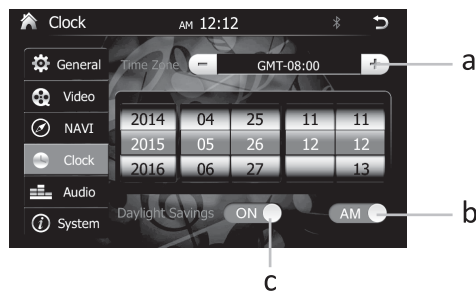 Clock AM 12:12
General Time Zone − GMT-08:00 + a
Video
2014 04 25 11 11
NAVI
2015 05 26 12 12
Clock
2016 06 27 13
Audio
Daylight Savings ON AM b
System
c